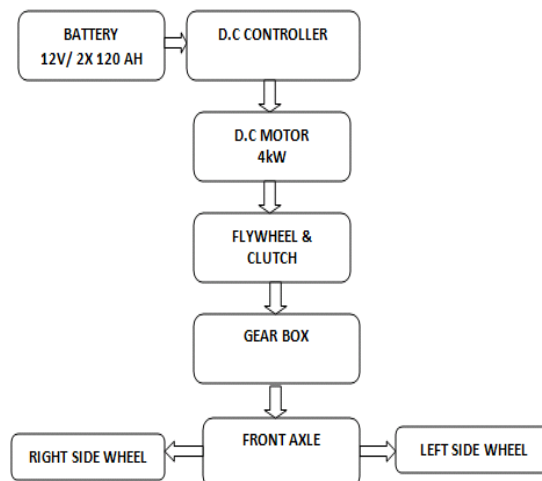 BATTERY
12V/ 2X 120 AH
D.C CONTROLLER
D.C MOTOR
4kW
FLYWHEEL &
CLUTCH
GEAR BOX
FRONT AXLE
RIGHT SIDE WHEEL
LEFT SIDE WHEEL